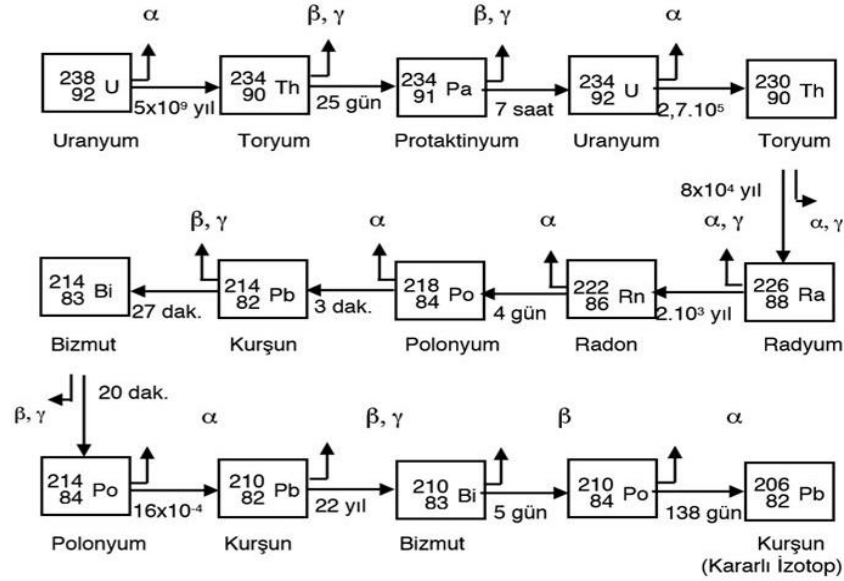 α β, γ β, γ α
238 92 U 234 90 Th 234 91 Pa 234 92 U 230 90 Th
5x10⁹ yıl 25 gün 7 saat 2,7.10⁵
Uranyum Toryum Protaktinyum Uranyum Toryum
8x10⁴ yıl
β, γ α α α, γ α, γ
214 83 Bi 214 82 Pb 218 84 Po 222 86 Rn 226 88 Ra
27 dak. 3 dak. 4 gün 2.10³ yıl
Bizmut Kurşun Polonyum Radon Radyum
20 dak.
β, γ α β, γ β α
214 84 Po 210 82 Pb 210 83 Bi 210 84 Po 206 82 Pb
16x10⁻⁴ 22 yıl 5 gün 138 gün
Polonyum Kurşun Bizmut Kurşun
(Kararlı İzotop)